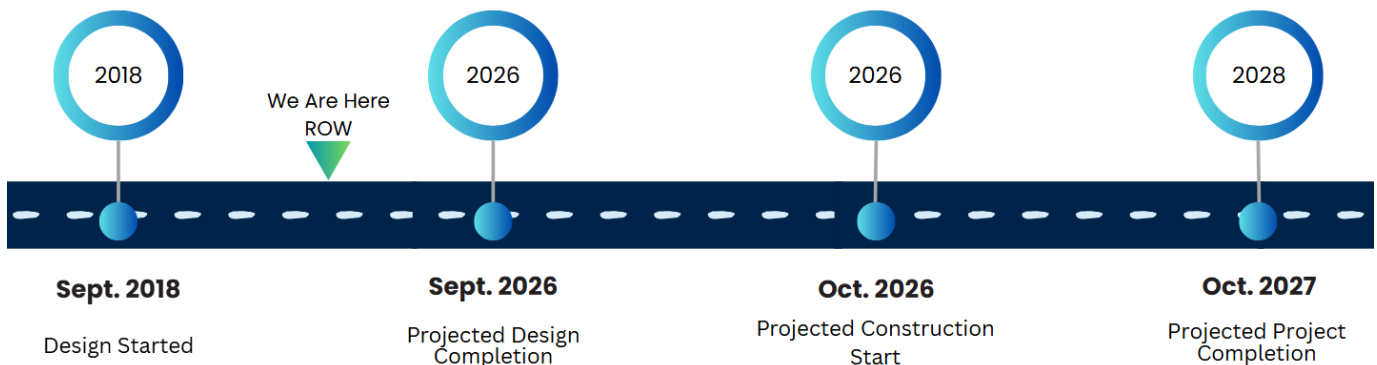 2018
We Are Here
ROW
2026
2026
2028
Sept. 2018
Design Started
Sept. 2026
Projected Design
Completion
Oct. 2026
Projected Construction
Start
Oct. 2027
Projected Project
Completion